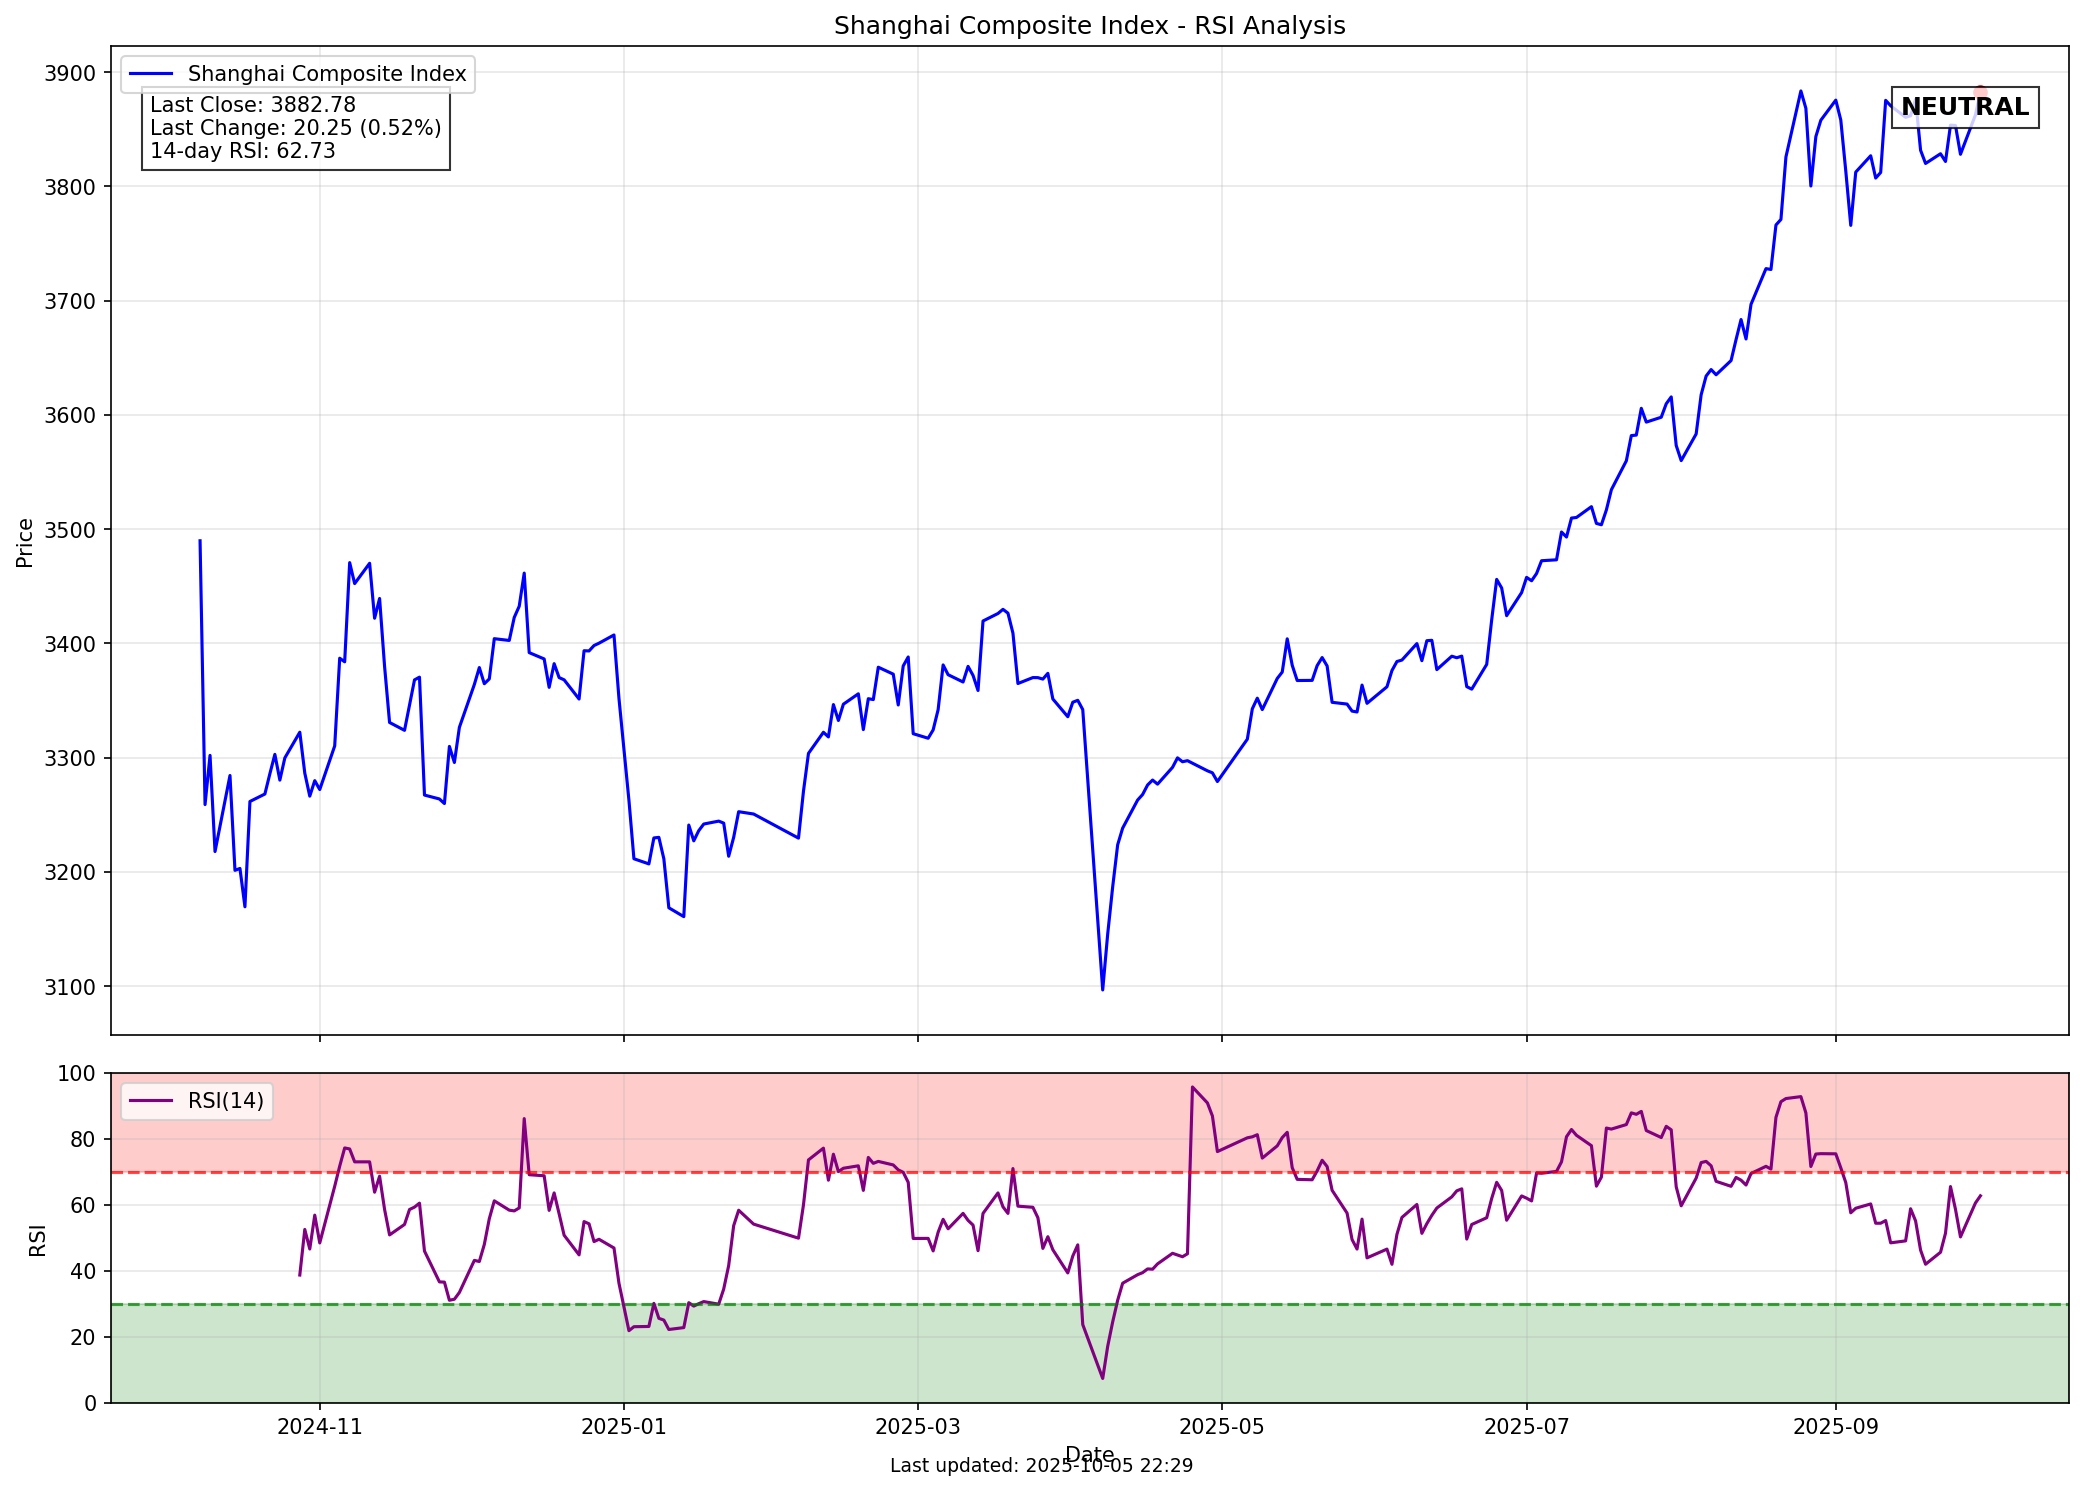 Shanghai Composite Index - RSI Analysis
Shanghai Composite Index
Last Close: 3882.78
Last Change: 20.25 (0.52%)
14-day RSI: 62.73
NEUTRAL
Price
3900
3800
3700
3600
3500
3400
3300
3200
3100
RSI(14)
RSI
100
80
60
40
20
0
2024-11
2025-01
2025-03
2025-05
2025-07
2025-09
Date
Last updated: 2025-10-05 22:29